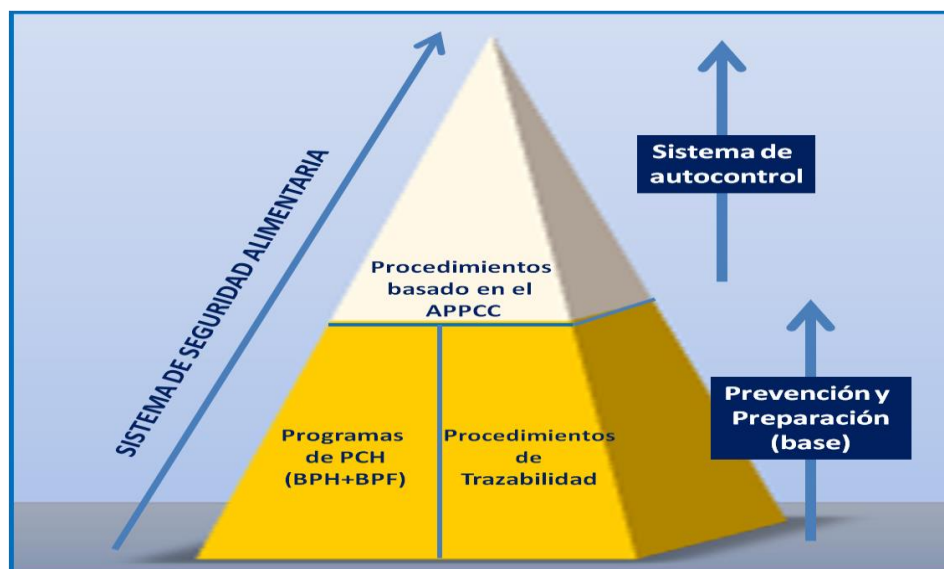 SISTEMA DE SEGURIDAD ALIMENTARIA
Sistema de
autocontrol
Procedimientos
basado en el
APPCC
Prevención y
Preparación
(base)
Programas
de PCH
(BPH+BPF)
Procedimientos
de
Trazabilidad